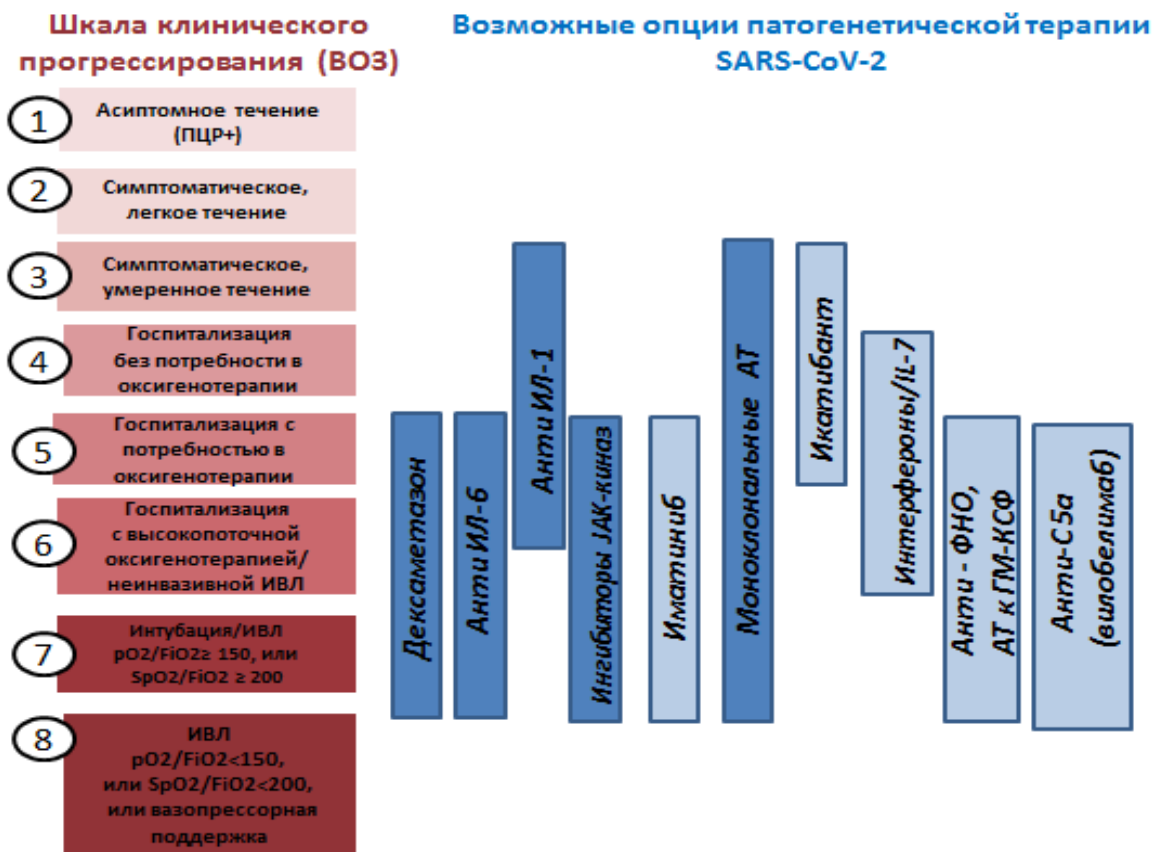 Шкала клинического
прогрессирования (ВОЗ)
Возможные опции патогенетической терапии
SARS-CoV-2
1
Асиптомное течение
(ПЦР+)
2
Симптоматическое,
легкое течение
3
Симптоматическое,
умеренное течение
4
Госпитализация
без потребности в
оксигенотерапии
5
Госпитализация с
потребностью в
оксигенотерапии
6
Госпитализация
с высокопоточной
оксигенотерапией/
неинвазивной ИВЛ
7
Интубация/ИВЛ
pO2/FiO2≥ 150, или
SpO2/FiO2 ≥ 200
8
ИВЛ
pO2/FiO2<150,
или SpO2/FiO2<200,
или вазопрессорная
поддержка
Дексаметазон
Анти ИЛ-6
Анти ИЛ-1
Ингибиторы JAK-киназ
Иматиниб
Моноклональные АТ
Икатибант
Интерфероны/IL-7
Анти - ФНО,
АТ к ГМ-КСФ
Анти-С5а
(вилобелимаб)